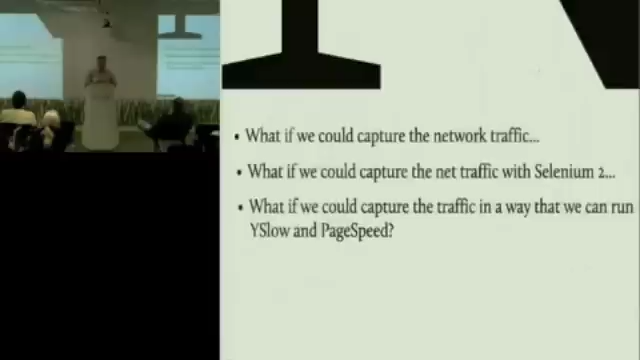 • What if we could capture the network traffic...
• What if we could capture the net traffic with Selenium 2...
• What if we could capture the traffic in a way that we can run
YSlow and PageSpeed?